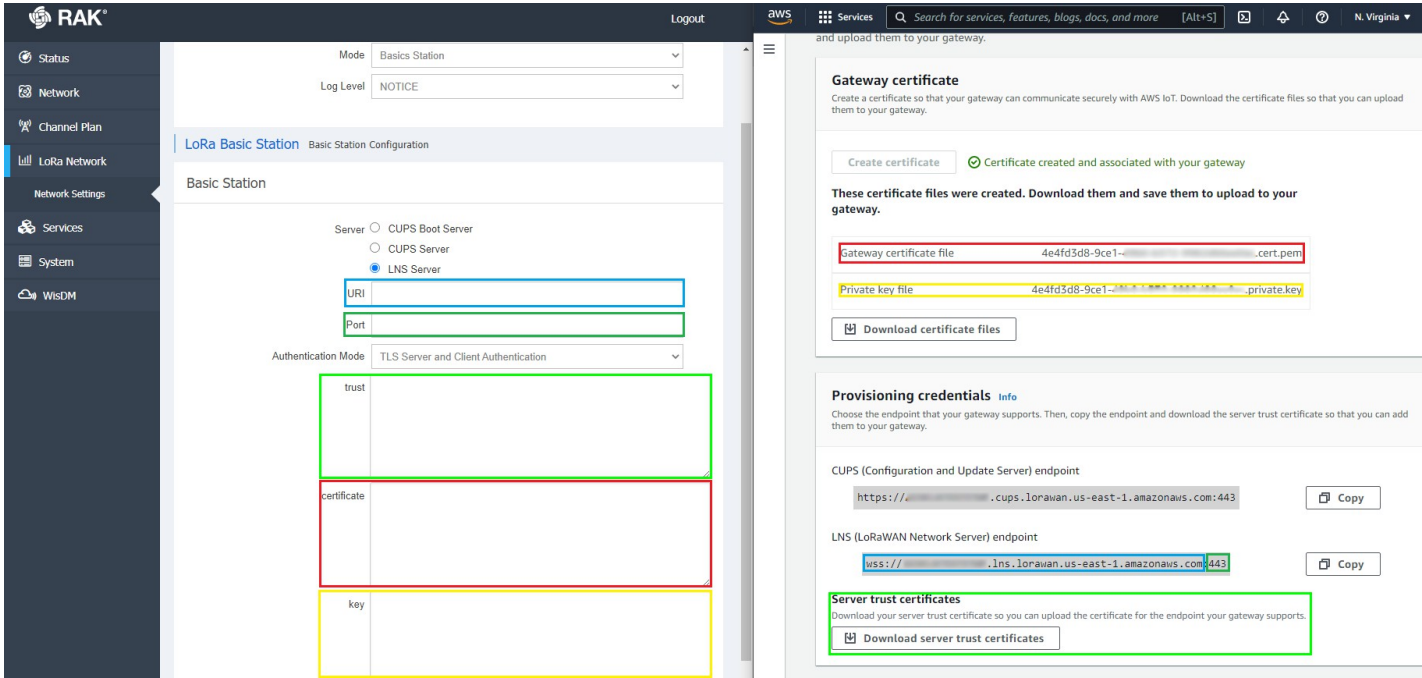 RAK®
Logout
Status
Network
Channel Plan
LoRa Network
Network Settings
Services
System
WisDM
Mode Basics Station
Log Level NOTICE
LoRa Basic Station Basic Station Configuration
Basic Station
Server CUPS Boot Server
CUPS Server
LNS Server
URI
Port
Authentication Mode TLS Server and Client Authentication
trust
certificate
key
aws Services Search for services, features, blogs, docs, and more [Alt+S] N. Virginia
and upload them to your gateway.
Gateway certificate
Create a certificate so that your gateway can communicate securely with AWS IoT. Download the certificate files so that you can upload
them to your gateway.
Create certificate Certificate created and associated with your gateway
These certificate files were created. Download them and save them to upload to your
gateway.
Gateway certificate file 4e4fd3d8-9ce1- .cert.pem
Private key file 4e4fd3d8-9ce1- .private.key
Download certificate files
Provisioning credentials Info
Choose the endpoint that your gateway supports. Then, copy the endpoint and download the server trust certificate so that you can add
them to your gateway.
CUPS (Configuration and Update Server) endpoint
https:// .cups.lorawan.us-east-1.amazonaws.com:443 Copy
LNS (LoRaWAN Network Server) endpoint
wss:// .lns.lorawan.us-east-1.amazonaws.com:443 Copy
Server trust certificates
Download your server trust certificate so you can upload the certificate for the endpoint your gateway supports.
Download server trust certificates